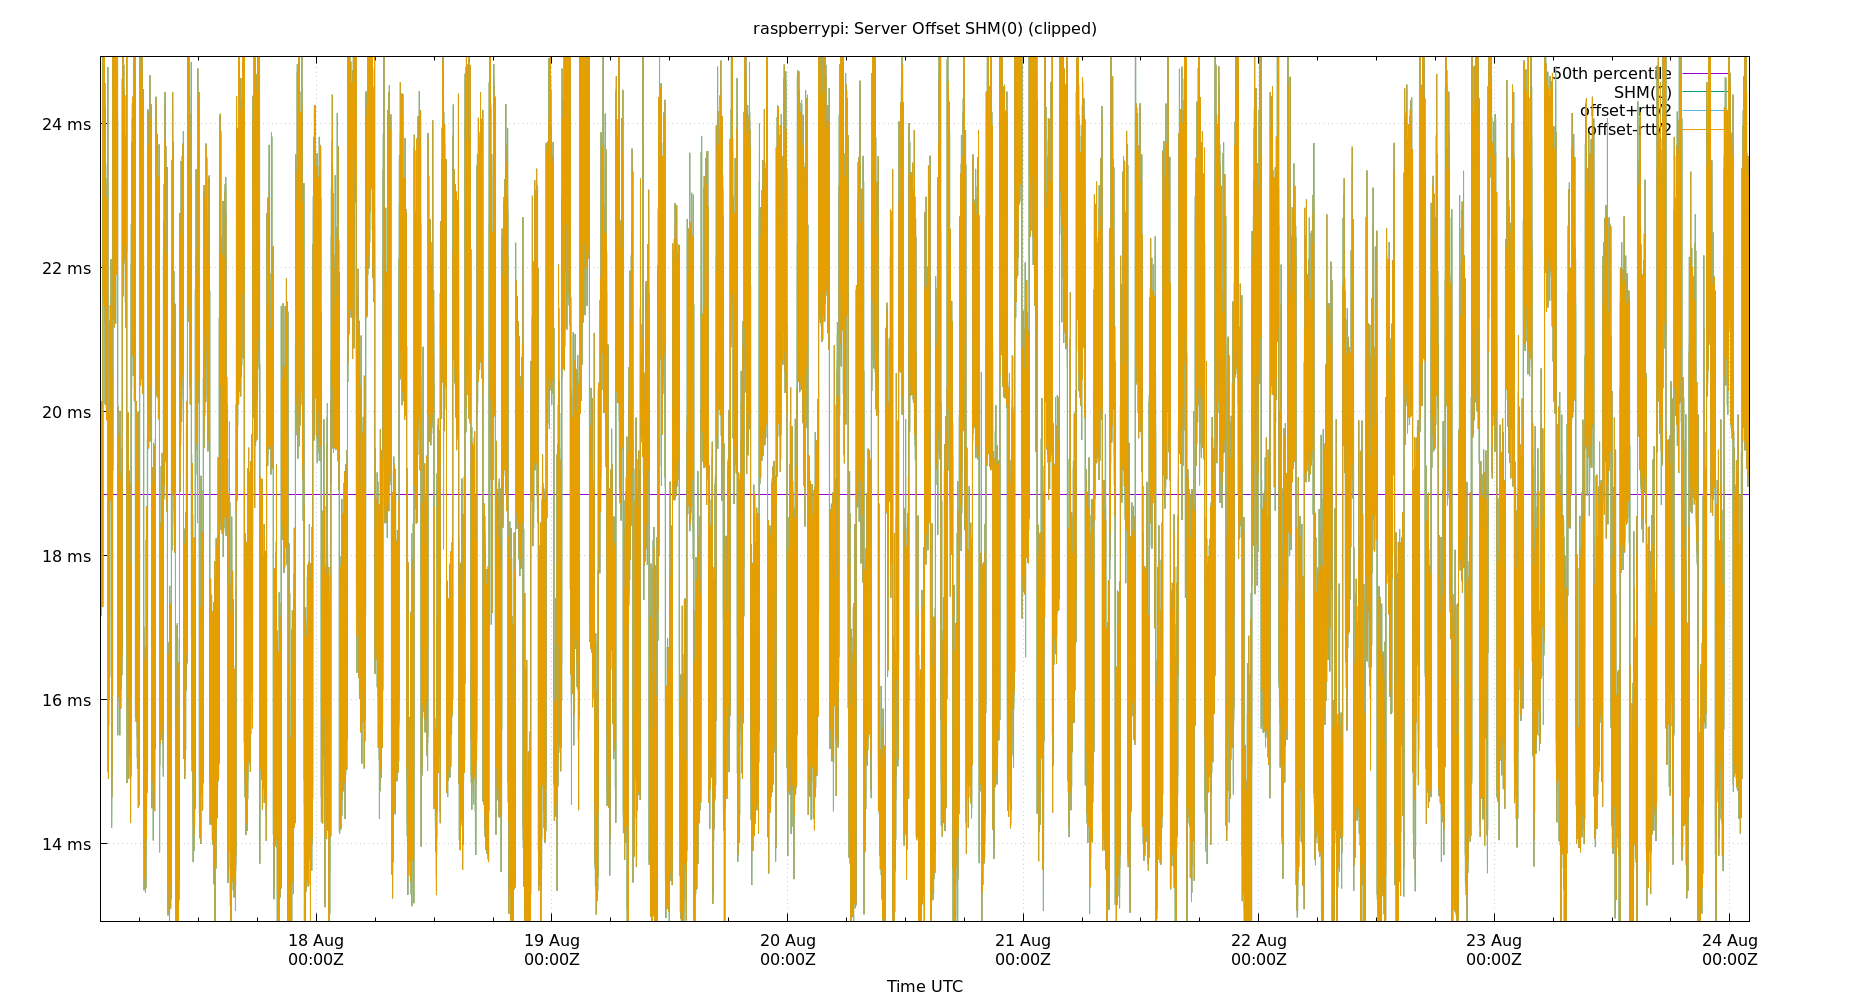 raspberrypi: Server Offset SHM(0) (clipped)
50th percentile
SHM(0)
offset+rtt/2
offset-rtt/2
24 ms
22 ms
20 ms
18 ms
16 ms
14 ms
18 Aug 19 Aug 20 Aug 21 Aug 22 Aug 23 Aug 24 Aug
00:00Z 00:00Z 00:00Z 00:00Z 00:00Z 00:00Z 00:00Z
Time UTC